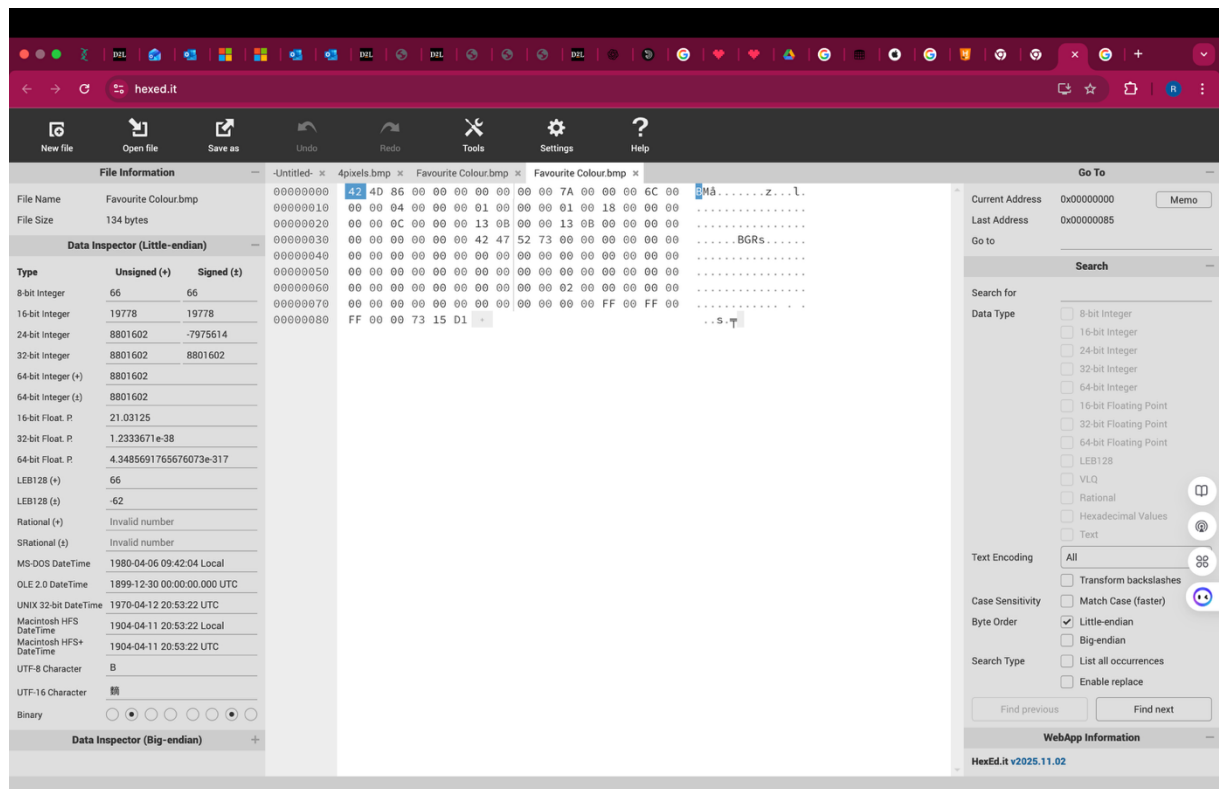 hexed.it
R
New file Open file Save as Undo Redo Tools Settings Help
File Information
File Name Favourite Colour.bmp
File Size 134 bytes
Data Inspector (Little-endian)
Type Unsigned (+) Signed (±)
8-bit Integer 66 66
16-bit Integer 19778 19778
24-bit Integer 8801602 -7975614
32-bit Integer 8801602 8801602
64-bit Integer (+) 8801602
64-bit Integer (±) 8801602
16-bit Float. P. 21.03125
32-bit Float. P. 1.2333671e-38
64-bit Float. P. 4.3485691765676073e-317
LEB128 (+) 66
LEB128 (±) -62
Rational (+) Invalid number
SRational (±) Invalid number
MS-DOS DateTime 1980-04-06 09:42:04 Local
OLE 2.0 DateTime 1899-12-30 00:00:00.000 UTC
UNIX 32-bit DateTime 1970-04-12 20:53:22 UTC
Macintosh HFS DateTime 1904-04-11 20:53:22 Local
Macintosh HFS+ DateTime 1904-04-11 20:53:22 UTC
UTF-8 Character B
UTF-16 Character
Binary
Data Inspector (Big-endian)
-Untitled- × 4pixels.bmp × Favourite Colour.bmp × Favourite Colour.bmp ×
00000000 42 4D 86 00 00 00 00 00 00 00 7A 00 00 00 6C 00 BMå.......z...l.
00000010 00 00 04 00 00 00 01 00 00 00 01 00 18 00 00 00 ................
00000020 00 00 0C 00 00 00 13 0B 00 00 13 0B 00 00 00 00 ................
00000030 00 00 00 00 00 00 42 47 52 73 00 00 00 00 00 00 ......BGRs......
00000040 00 00 00 00 00 00 00 00 00 00 00 00 00 00 00 00 ................
00000050 00 00 00 00 00 00 00 00 00 00 00 00 00 00 00 00 ................
00000060 00 00 00 00 00 00 00 00 00 00 02 00 00 00 00 00 ................
00000070 00 00 00 00 00 00 00 00 00 00 00 00 FF 00 FF 00 ............ . .
00000080 FF 00 00 73 15 D1 ..s.╤
Go To
Current Address 0x00000000 Memo
Last Address 0x00000085
Go to
Search
Search for
Data Type 8-bit Integer
16-bit Integer
24-bit Integer
32-bit Integer
64-bit Integer
16-bit Floating Point
32-bit Floating Point
64-bit Floating Point
LEB128
VLQ
Rational
Hexadecimal Values
Text
Text Encoding All
Transform backslashes
Case Sensitivity Match Case (faster)
Byte Order Little-endian
Big-endian
Search Type List all occurrences
Enable replace
Find previous Find next
WebApp Information
HexEd.it v2025.11.02